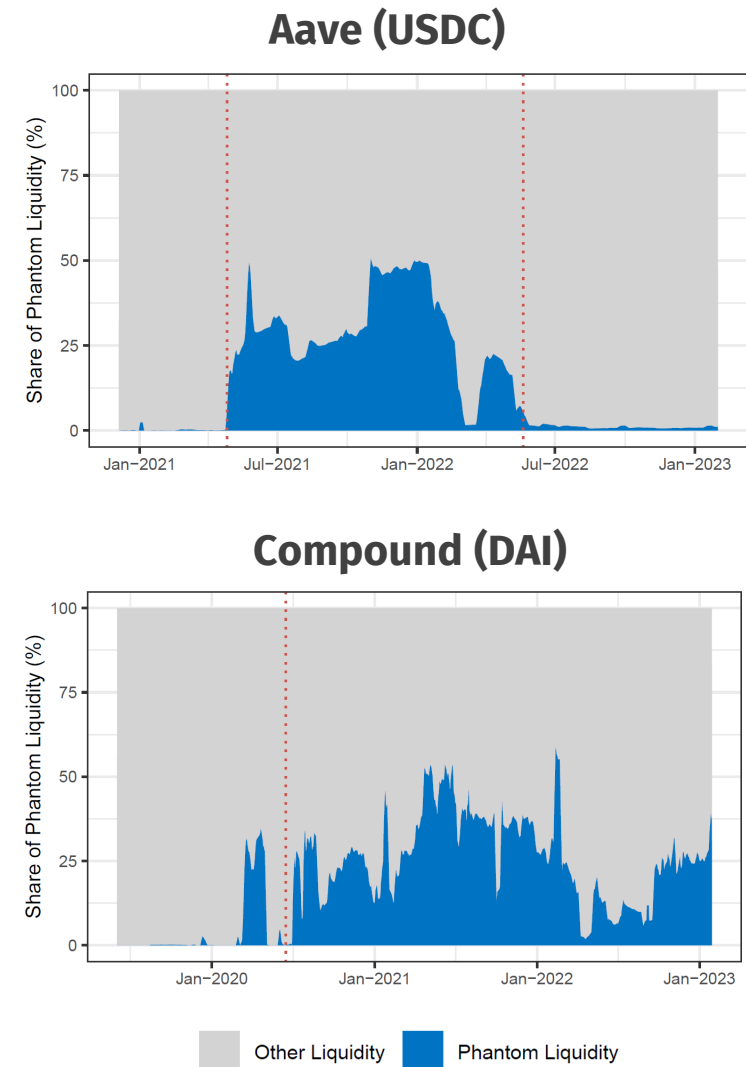 Aave (USDC)
Share of Phantom Liquidity (%)
100
75
50
25
0
Jan−2021 Jul−2021 Jan−2022 Jul−2022 Jan−2023
Compound (DAI)
Share of Phantom Liquidity (%)
100
75
50
25
0
Jan−2020 Jan−2021 Jan−2022 Jan−2023
Other Liquidity Phantom Liquidity